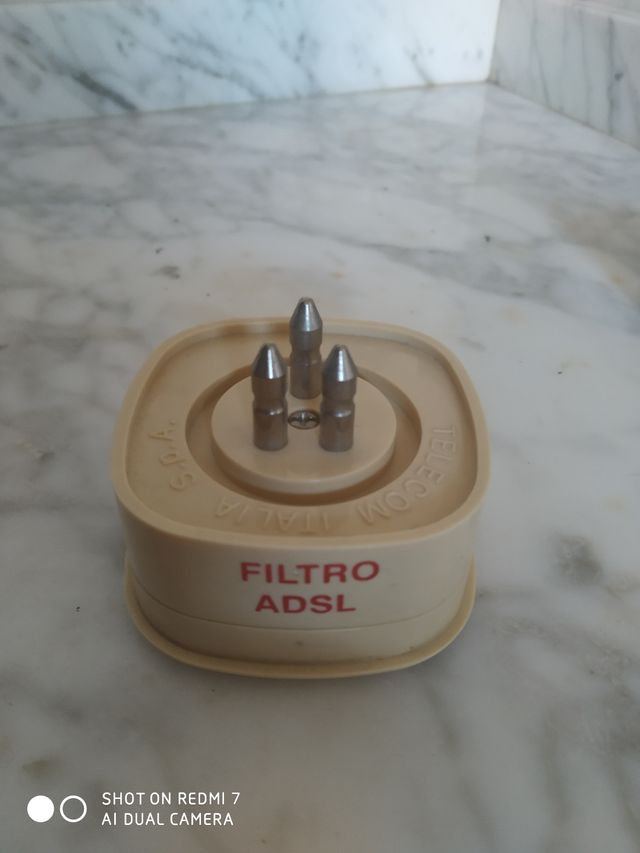 TELECOM ITALIA S.p.A.
FILTRO
ADSL
SHOT ON REDMI 7
AI DUAL CAMERA